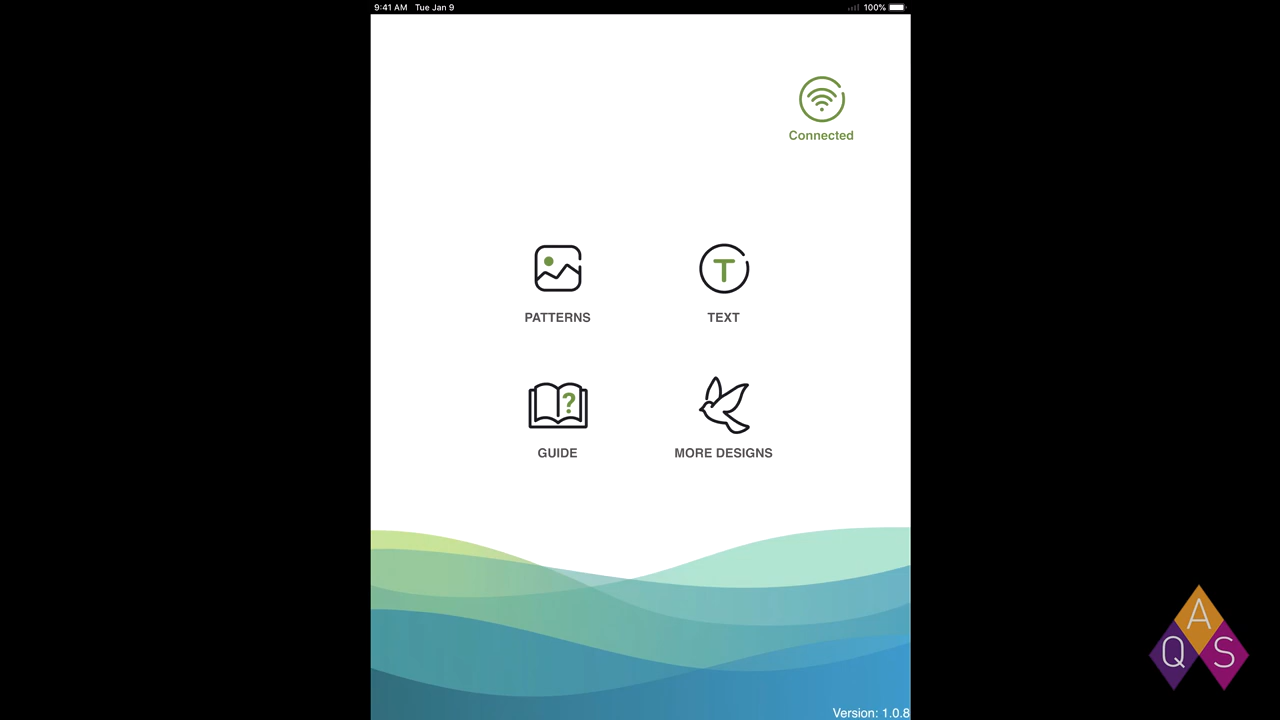 9:41 AM Tue Jan 9 100%
Connected
T
PATTERNS TEXT
?
GUIDE MORE DESIGNS
A
Q S
Version: 1.0.8